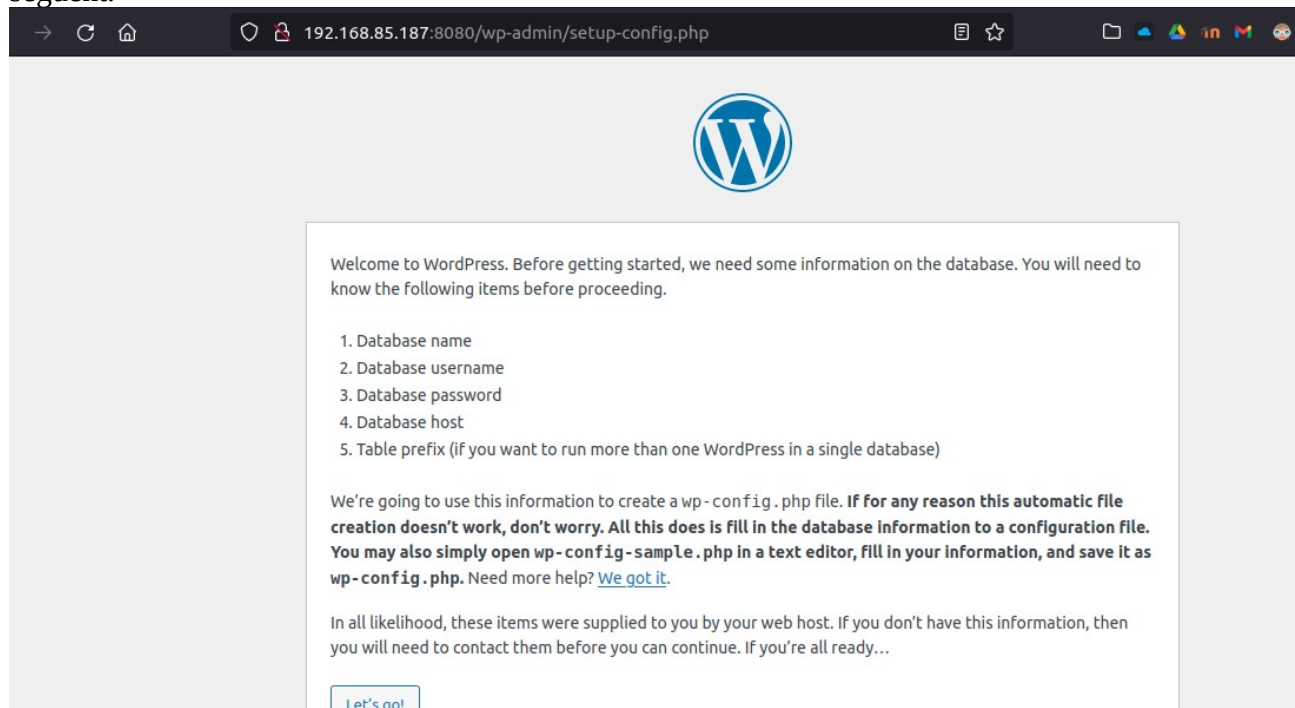 192.168.85.187:8080/wp-admin/setup-config.php
Welcome to WordPress. Before getting started, we need some information on the database. You will need to
know the following items before proceeding.
1. Database name
2. Database username
3. Database password
4. Database host
5. Table prefix (if you want to run more than one WordPress in a single database)
We're going to use this information to create a wp-config.php file. If for any reason this automatic file
creation doesn't work, don't worry. All this does is fill in the database information to a configuration file.
You may also simply open wp-config-sample.php in a text editor, fill in your information, and save it as
wp-config.php. Need more help? We got it.
In all likelihood, these items were supplied to you by your web host. If you don't have this information, then
you will need to contact them before you can continue. If you're all ready…
Let's go!